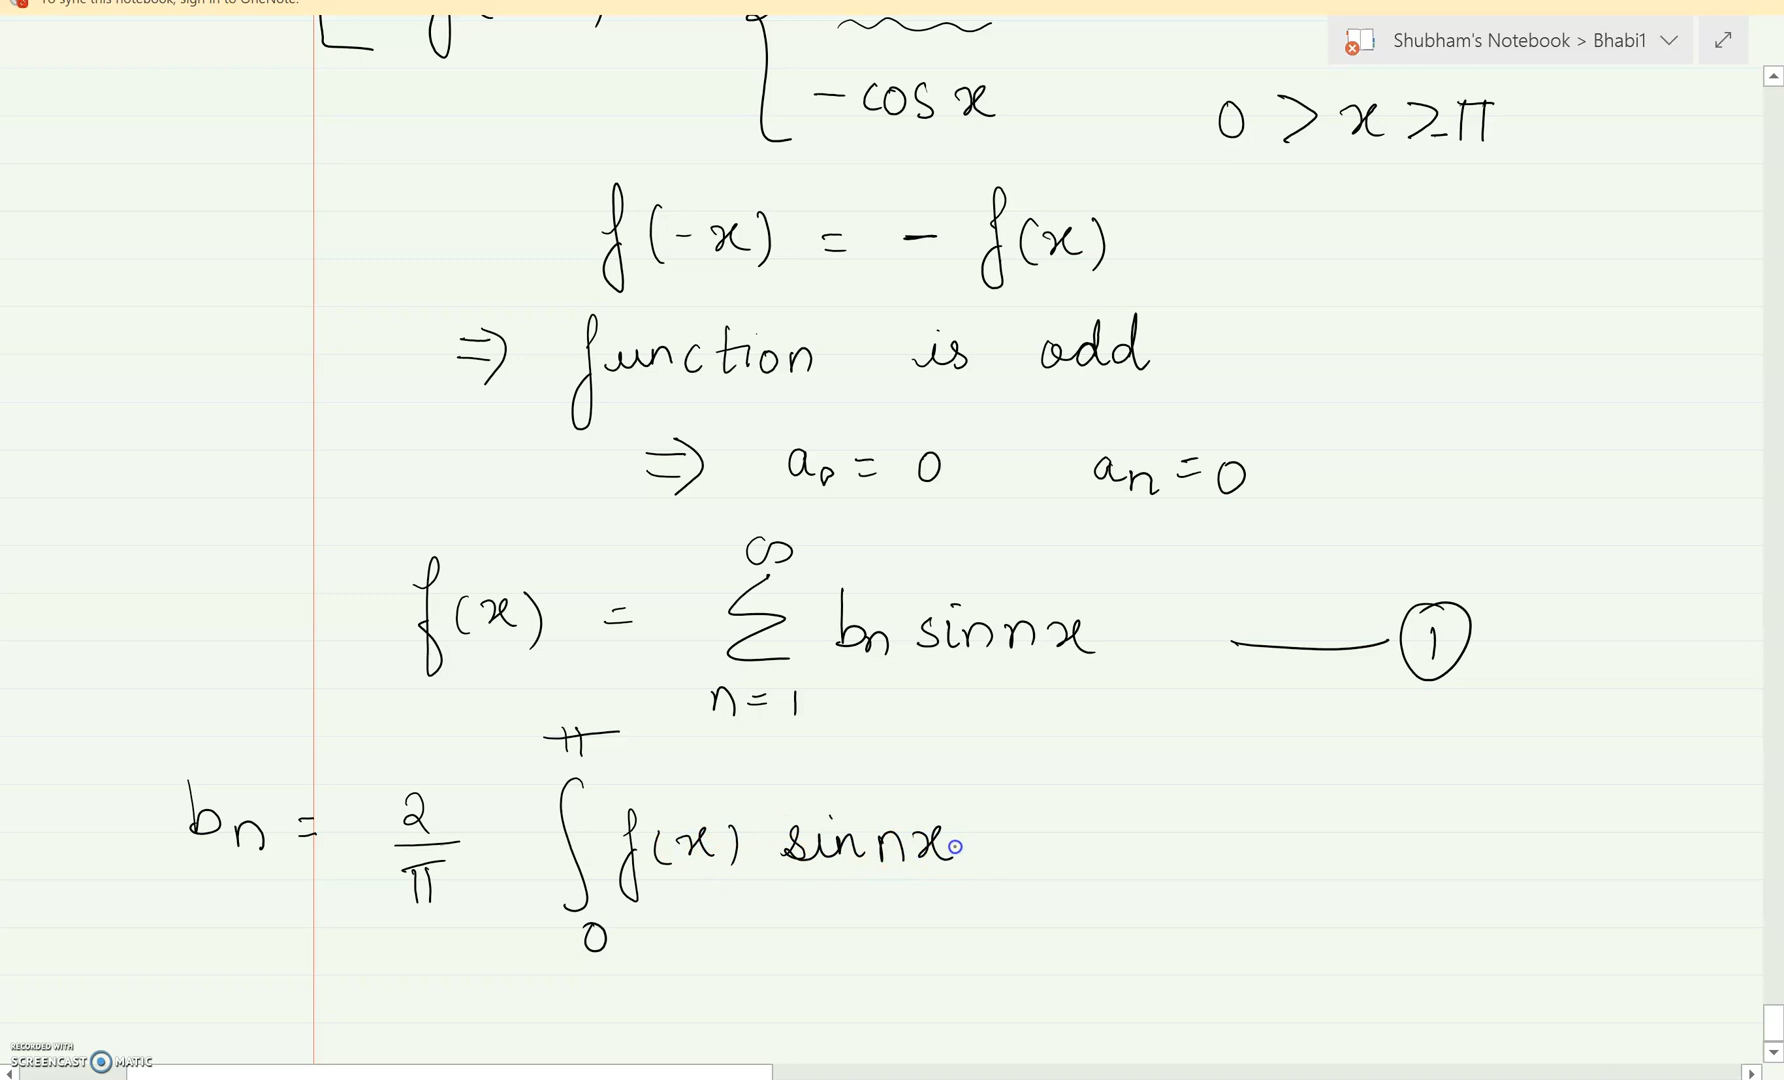 Shubham's Notebook > Bhabi1
- cos x 0 > x ≥ π
f(-x) = - f(x)
⇒ function is odd
⇒ a₀ = 0 aₙ = 0
∞
f(x) = ∑ bn sin nx ——— ①
n = 1
π
bn = 2/π ∫ f(x) sin nx
0
RECORDED WITH
SCREENCAST MATIC